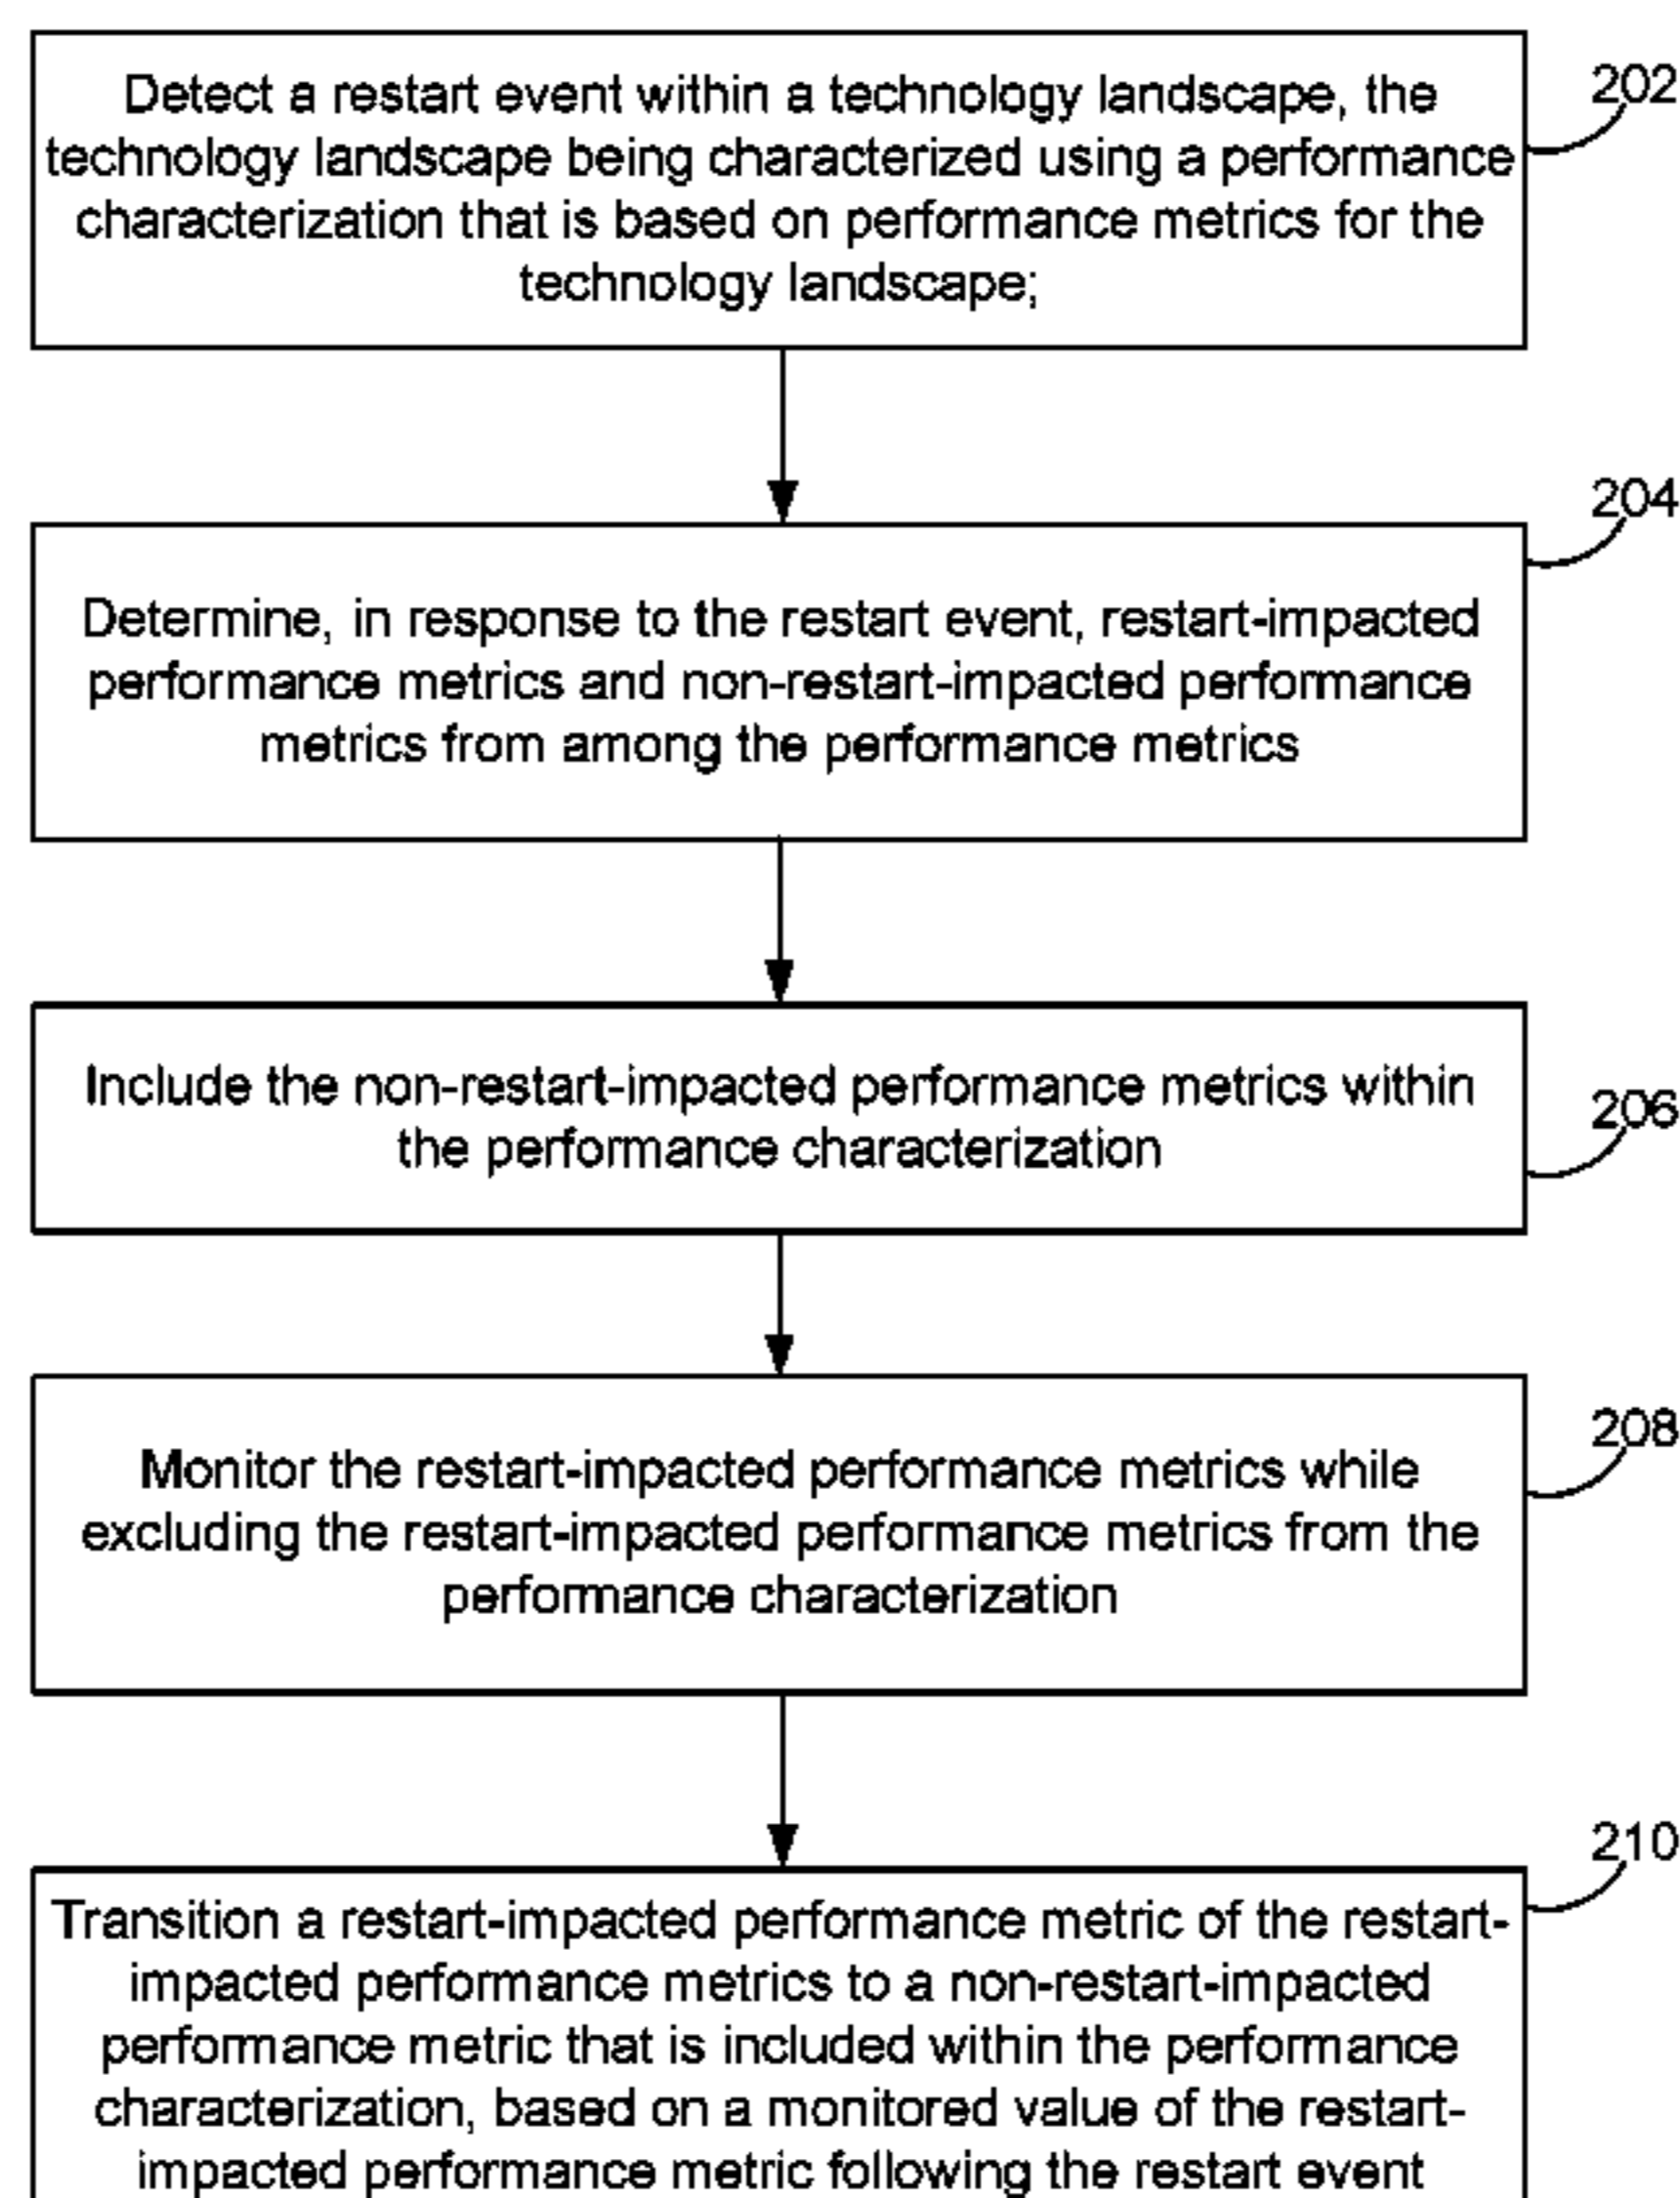 Detect a restart event within a technology landscape, the
202
technology landscape being characterized using a performance
characterization that is based on performance metrics for the
technology landscape;
204
Determine, in response to the restart event, restart-impacted
performance metrics and non-restart-impacted performance
metrics from among the performance metrics
Include the non-restart-impacted performance metrics within
206
the performance characterization
208
Monitor the restart-impacted performance metrics while
excluding the restart-impacted performance metrics from the
performance characterization
210
Transition a restart-impacted performance metric of the restart-
impacted performance metrics to a non-restart-impacted
performance metric that is included within the performance
characterization, based on a monitored value of the restart-
impacted performance metric following the restart event